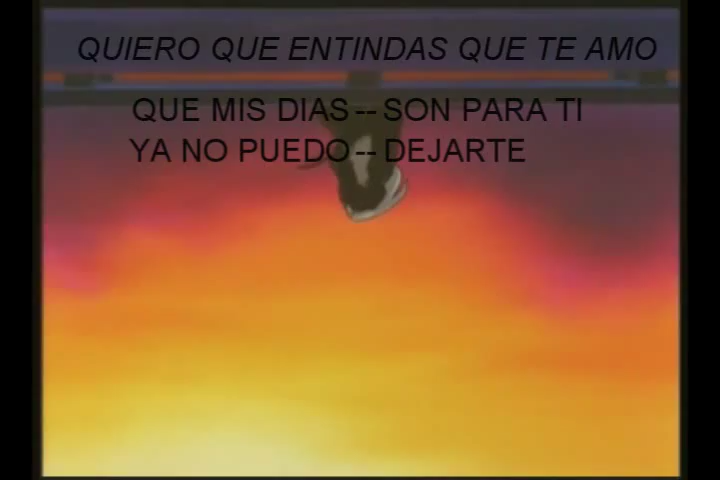 QUIERO QUE ENTINDAS QUE TE AMO
QUE MIS DIAS -- SON PARA TI
YA NO PUEDO -- DEJARTE